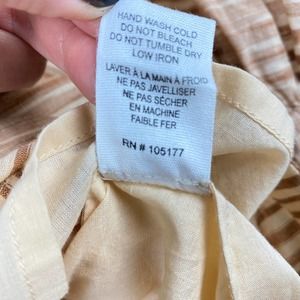 HAND WASH COLD
DO NOT BLEACH
DO NOT TUMBLE DRY
LOW IRON
LAVER À LA MAIN À FROID
NE PAS JAVELLISER
NE PAS SÉCHER
EN MACHINE
FAIBLE FER
RN # 105177